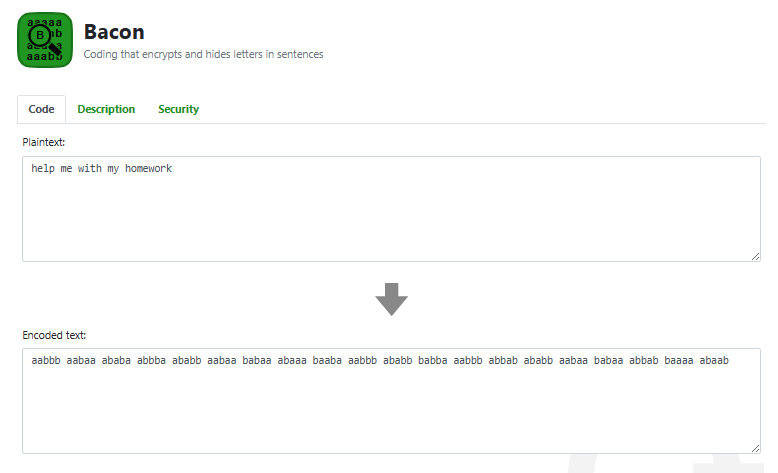 aaaaa
B
aaabb
Bacon
Coding that encrypts and hides letters in sentences
Code Description Security
Plaintext:
help me with my homework
Encoded text:
aabbb aabaa ababa abbba ababb aabaa babaa abaaa baaba aabbb ababb babba aabbb abbab ababb aabaa babaa abbab baaaa abaab